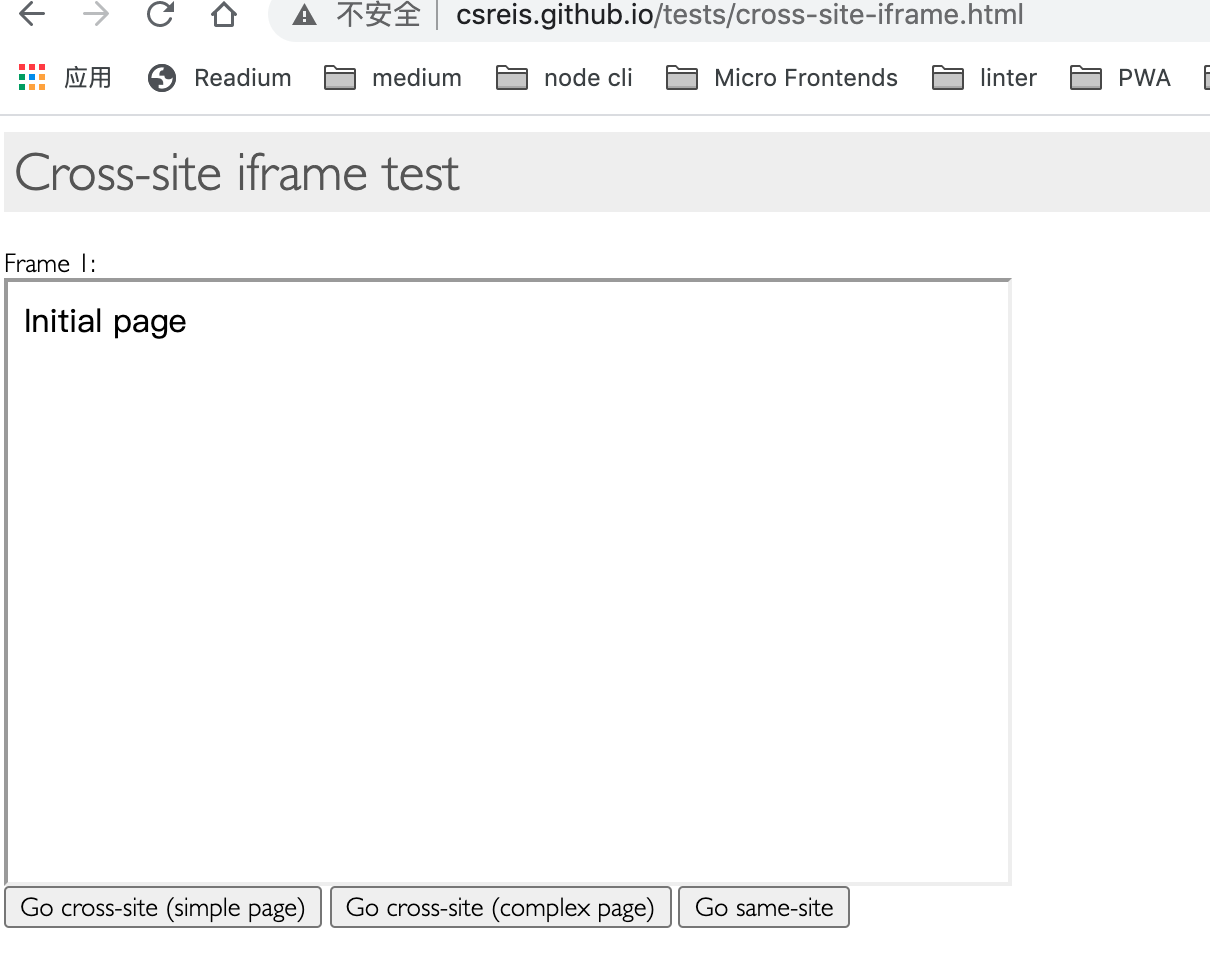 不安全 csreis.github.io/tests/cross-site-iframe.html
应用 Readium medium node cli Micro Frontends linter PWA
Cross-site iframe test
Frame 1:
Initial page
Go cross-site (simple page) Go cross-site (complex page) Go same-site